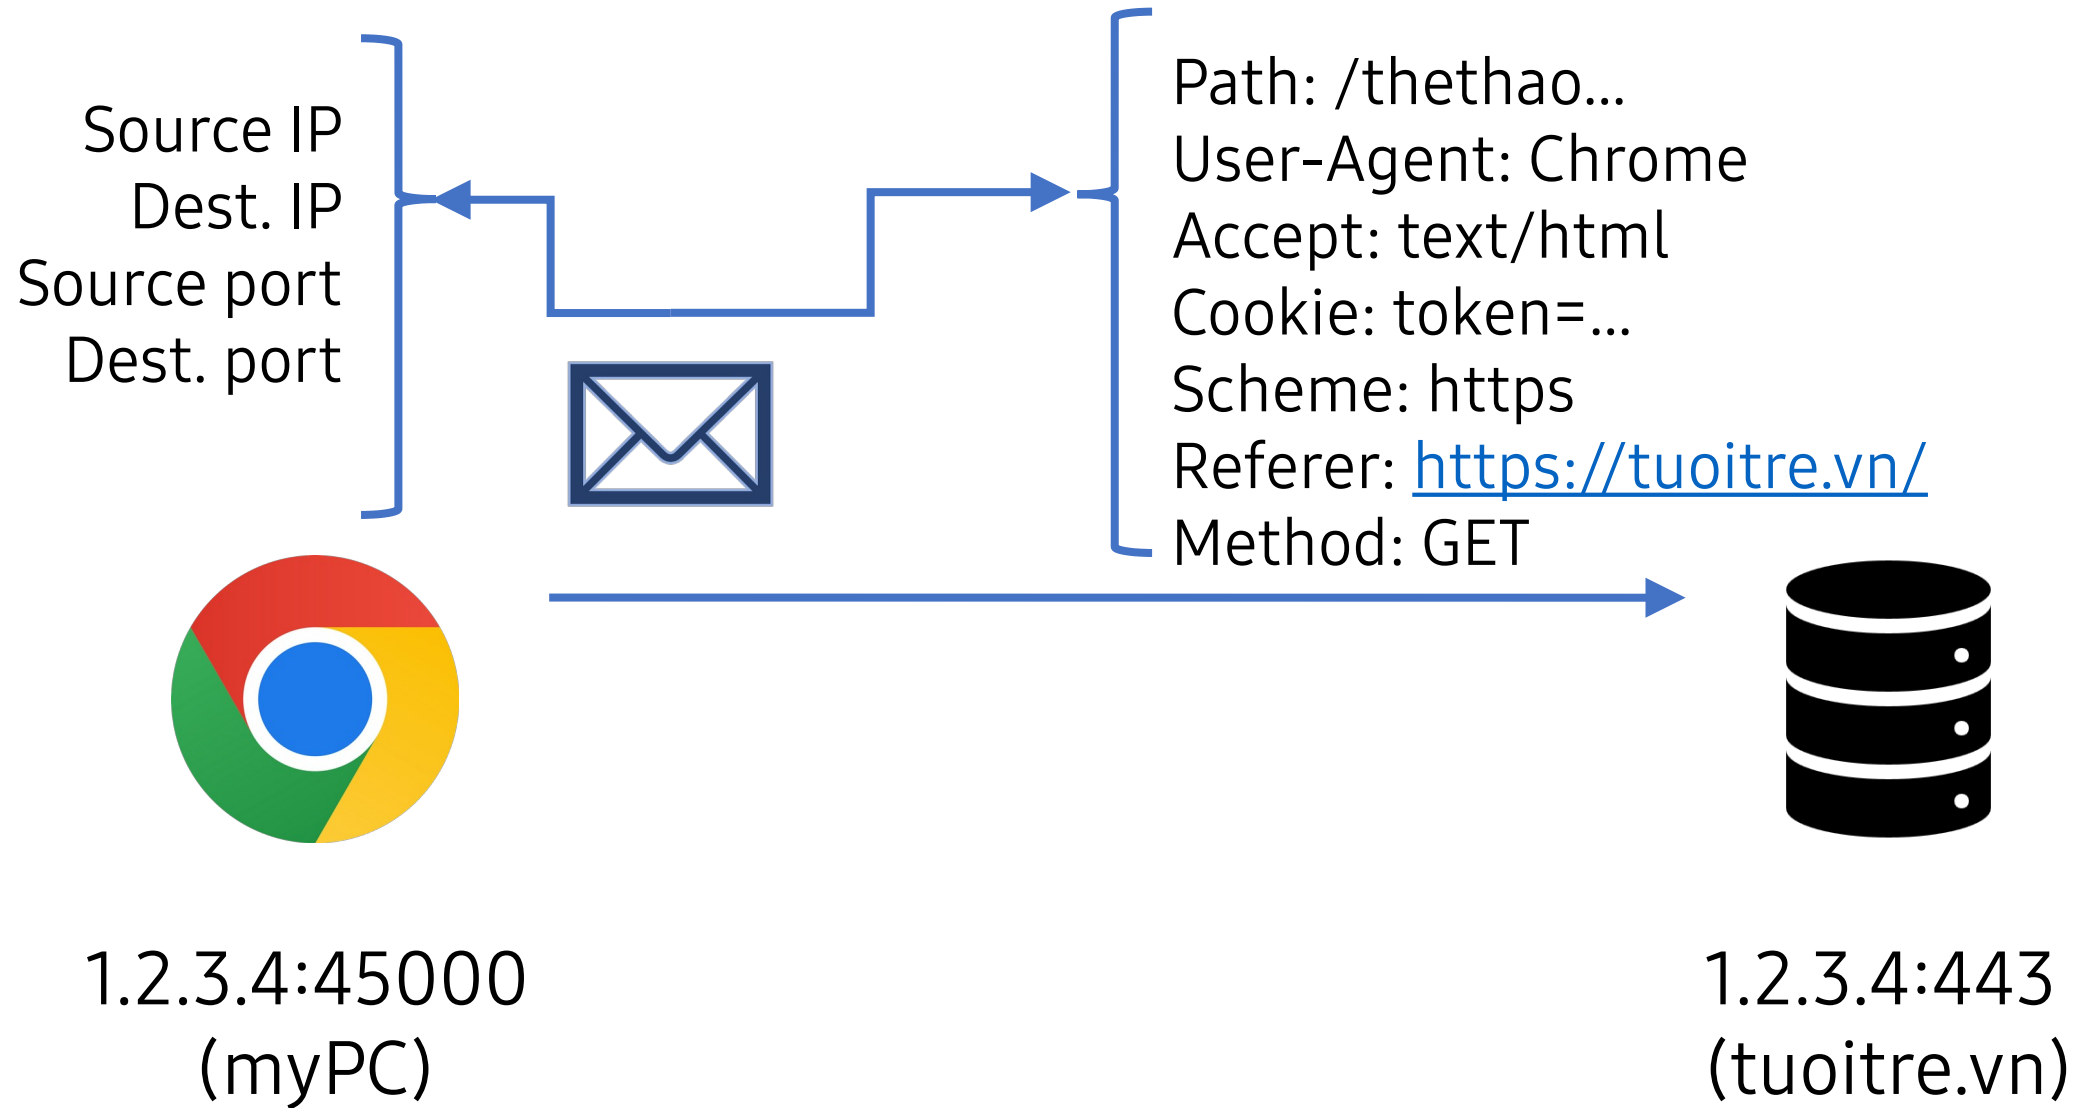 Source IP
Dest. IP
Source port
Dest. port
Path: /thethao...
User-Agent: Chrome
Accept: text/html
Cookie: token=...
Scheme: https
Referer: https://tuoitre.vn/
Method: GET
1.2.3.4:45000
(myPC)
1.2.3.4:443
(tuoitre.vn)